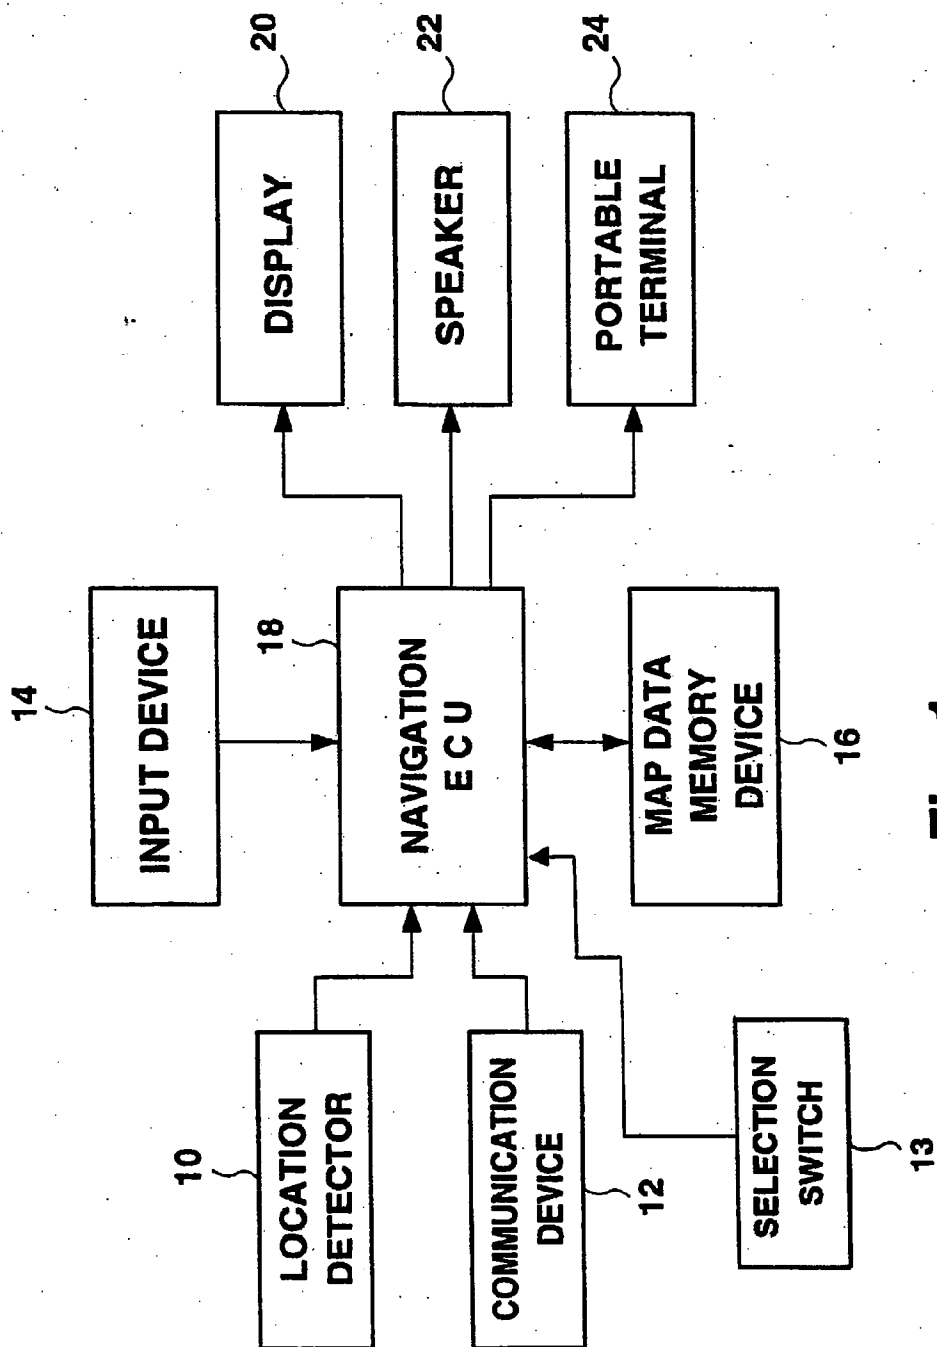 14
INPUT DEVICE
10
LOCATION
DETECTOR
18
NAVIGATION
E C U
20
DISPLAY
COMMUNICATION
DEVICE
12
22
SPEAKER
SELECTION
SWITCH
13
MAP DATA
MEMORY
DEVICE
16
24
PORTABLE
TERMINAL